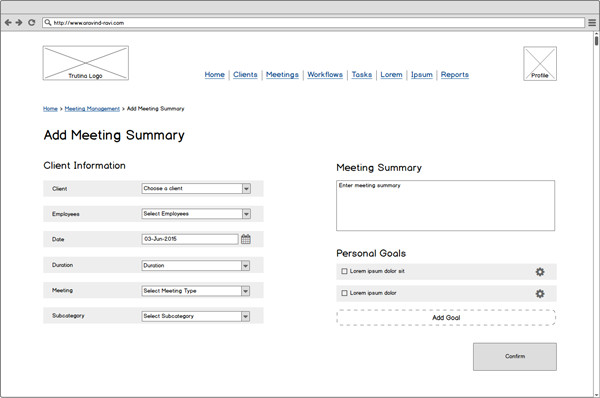 http://www.aravind-ravi.com
Trutina Logo
Home Clients Meetings Workflows Tasks Lorem Ipsum Reports
Profile
Home > Meeting Management > Add Meeting Summary
Add Meeting Summary
Client Information
Client Choose a client
Employees Select Employees
Date 03-Jun-2015
Duration Duration
Meeting Select Meeting Type
Subcategory Select Subcategory
Meeting Summary
Enter meeting summary
Personal Goals
Lorem ipsum dolor sit
Lorem ipsum dolor
Add Goal
Confirm